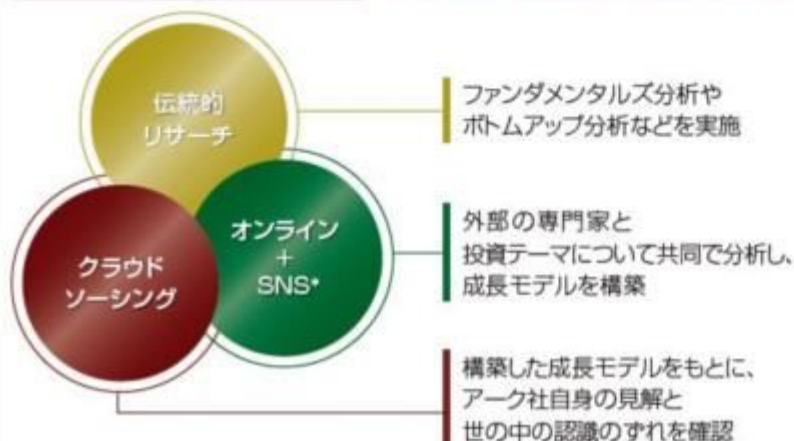 伝統的
リサーチ
ファンダメンタルズ分析や
ボトムアップ分析などを実施
オンライン
+
SNS*
外部の専門家と
投資テーマについて共同で分析し、
成長モデルを構築
クラウド
ソーシング
構築した成長モデルをもとに、
アーク社自身の見解と
世の中の認識のずれを確認